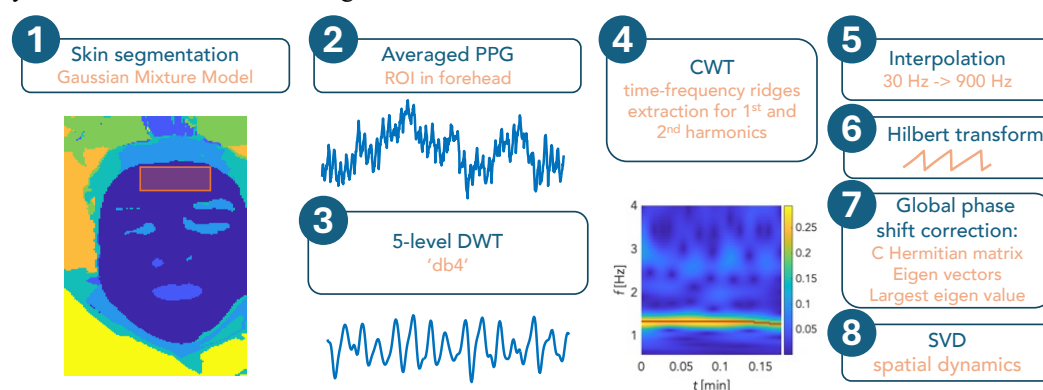 1
Skin segmentation
Gaussian Mixture Model
2
Averaged PPG
ROI in forehead
3
5-level DWT
'db4'
4
CWT
time-frequency ridges
extraction for 1st and
2nd harmonics
4
3
2
1
f [Hz]
0
0.05
0.1
0.15
t [min]
0.25
0.20
0.15
0.10
0.05
5
Interpolation
30 Hz -> 900 Hz
6
Hilbert transform
7
Global phase
shift correction:
C Hermitian matrix
Eigen vectors
Largest eigen value
8
SVD
spatial dynamics